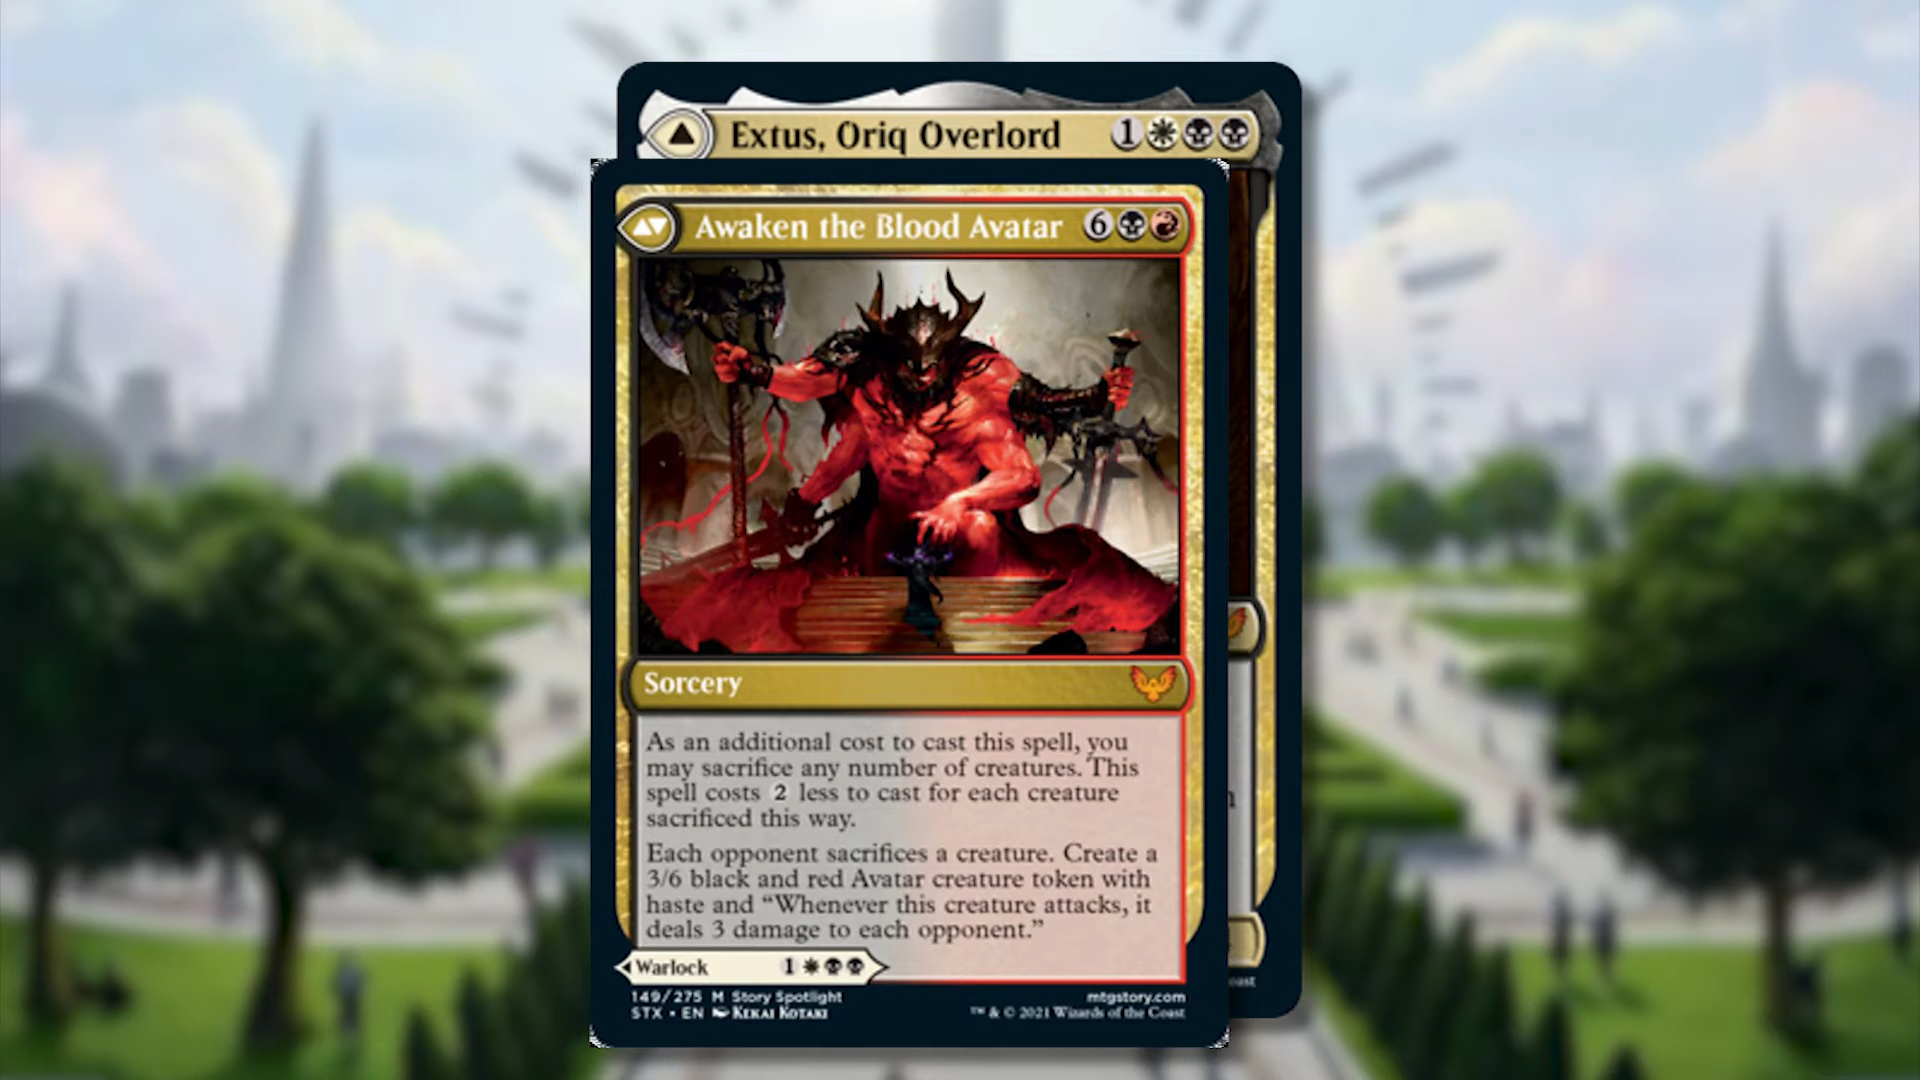 Extus, Oriq Overlord 1
Awaken the Blood Avatar 6
Sorcery
As an additional cost to cast this spell, you
may sacrifice any number of creatures. This
spell costs 2 less to cast for each creature
sacrificed this way.
Each opponent sacrifices a creature. Create a
3/6 black and red Avatar creature token with
haste and “Whenever this creature attacks, it
deals 3 damage to each opponent.”
Warlock 1
149/275 M Story Spotlight
STX • EN Kekai Kotaki
mtgstory.com
™ & © 2021 Wizards of the Coast